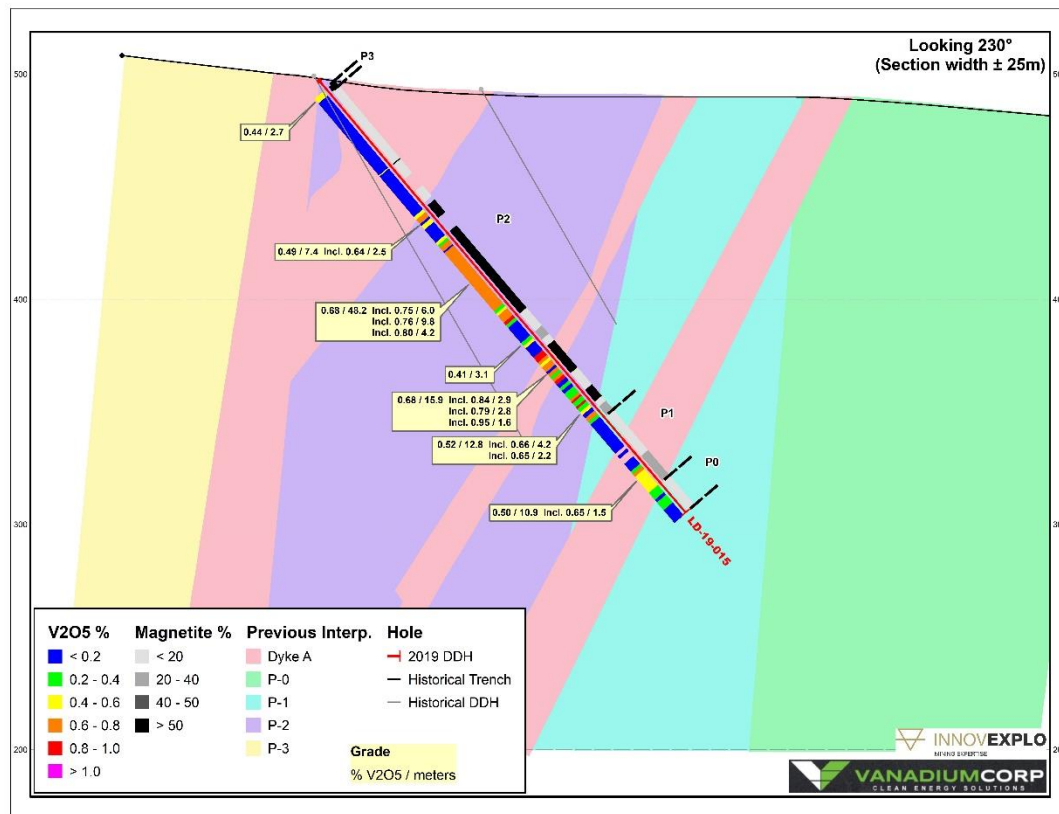 Looking 230°
(Section width ± 25m)
P3
500
50
0.44 / 2.7
P2
0.49 / 7.4 Incl. 0.64 / 2.5
400
40
0.68 / 48.2 Incl. 0.75 / 6.0
Incl. 0.76 / 9.8
Incl. 0.80 / 4.2
0.41 / 3.1
0.68 / 15.9 Incl. 0.84 / 2.9
Incl. 0.79 / 2.8
Incl. 0.95 / 1.6
P1
0.52 / 12.8 Incl. 0.66 / 4.2
Incl. 0.65 / 2.2
P0
0.50 / 10.9 Incl. 0.65 / 1.5
300
30
LD-19-015
V2O5 %
< 0.2
0.2 - 0.4
0.4 - 0.6
0.6 - 0.8
0.8 - 1.0
> 1.0
Magnetite %
< 20
20 - 40
40 - 50
> 50
Previous Interp.
Dyke A
P-0
P-1
P-2
P-3
Hole
2019 DDH
Historical Trench
Historical DDH
Grade
% V2O5 / meters
200
20
INNOVEXPLO
MINING EXPERTISE
VANADIUMCORP
CLEAN ENERGY SOLUTIONS